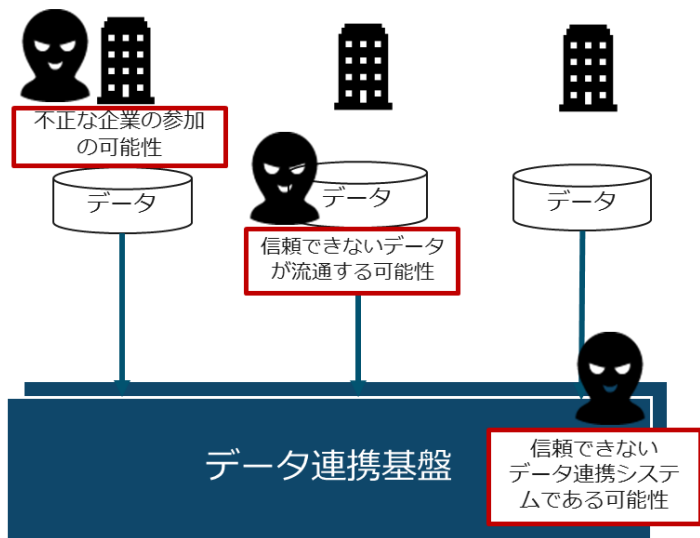 不正な企業の参加
の可能性
データ
データ
データ
信頼できないデータ
が流通する可能性
データ連携基盤
信頼できない
データ連携システ
ムである可能性